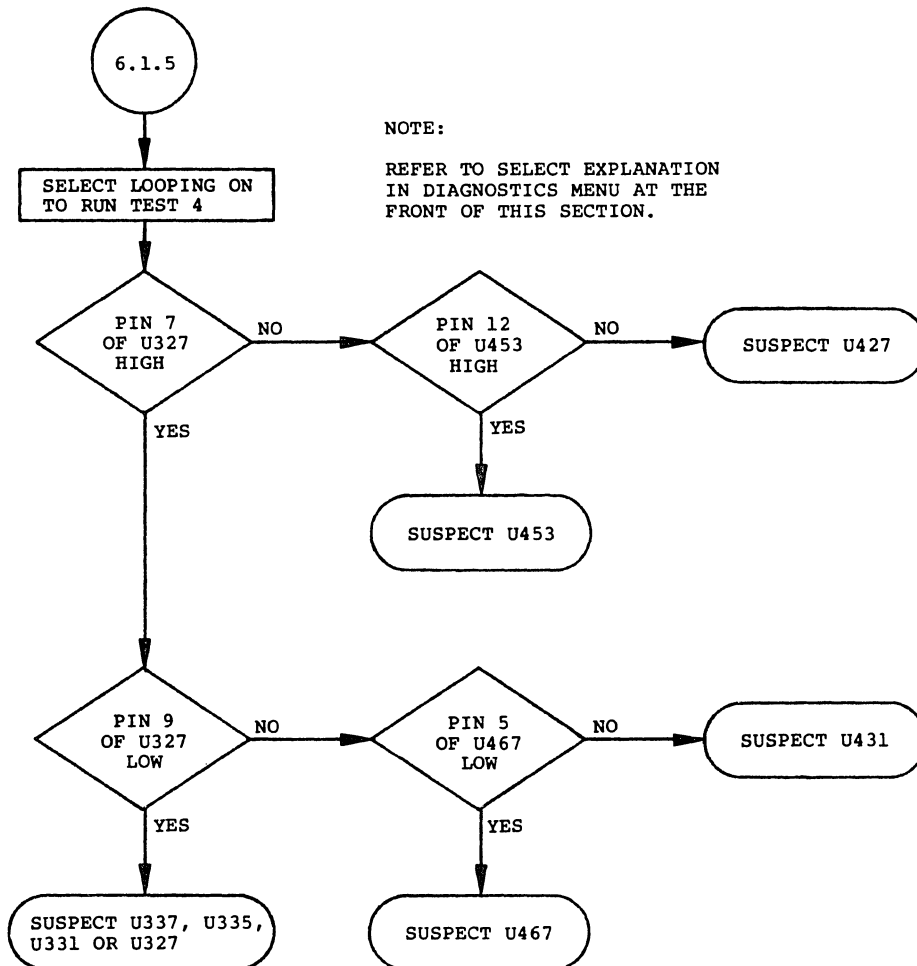 6.1.5
NOTE:
REFER TO SELECT EXPLANATION
IN DIAGNOSTICS MENU AT THE
FRONT OF THIS SECTION.
SELECT LOOPING ON
TO RUN TEST 4
PIN 7
OF U327
HIGH
NO
YES
PIN 12
OF U453
HIGH
NO
YES
SUSPECT U427
SUSPECT U453
PIN 9
OF U327
LOW
NO
YES
PIN 5
OF U467
LOW
NO
YES
SUSPECT U431
SUSPECT U337, U335,
U331 OR U327
SUSPECT U467